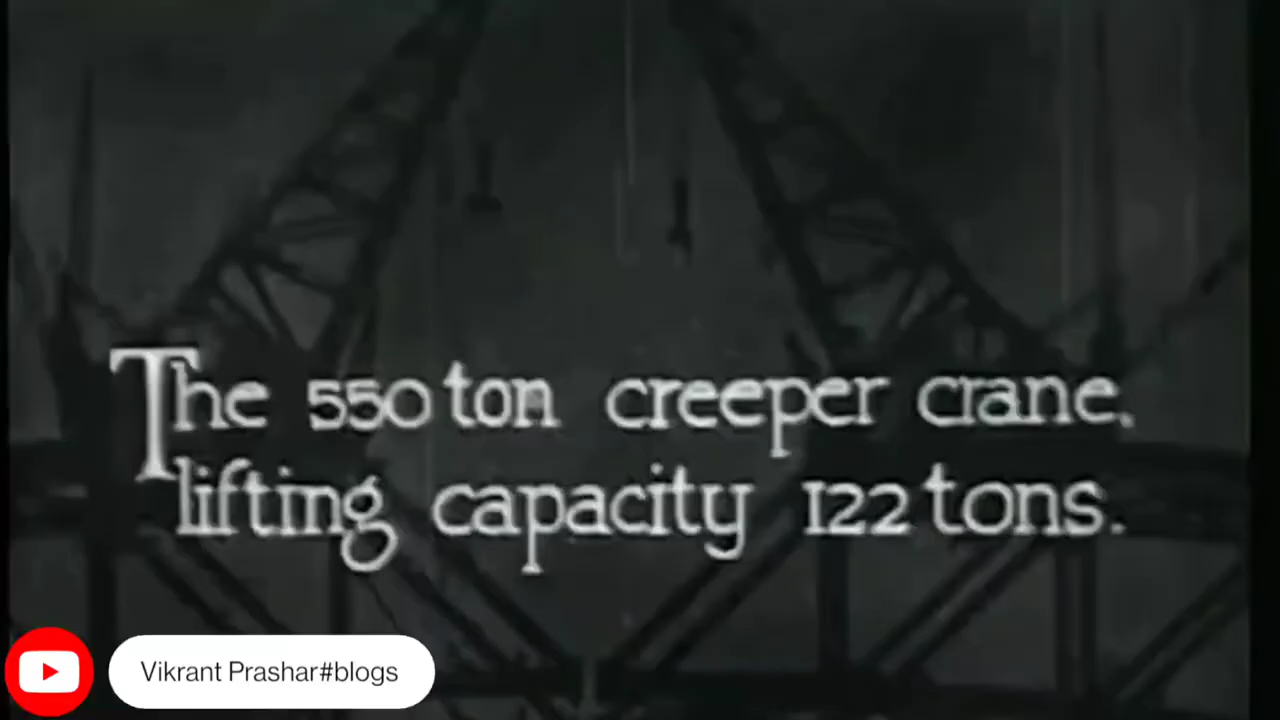 The 550 ton creeper crane,
lifting capacity 122 tons.
Vikrant Prashar#blogs